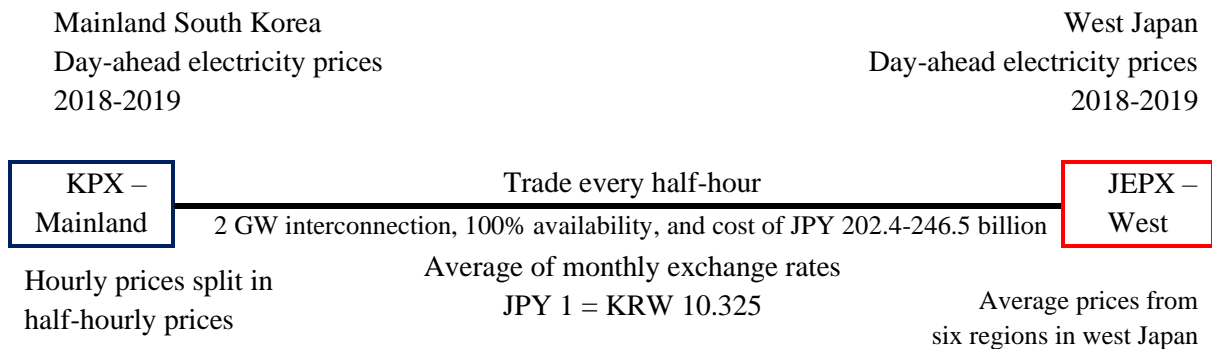 Mainland South Korea
Day-ahead electricity prices
2018-2019
West Japan
Day-ahead electricity prices
2018-2019
KPX –
Mainland
Trade every half-hour
2 GW interconnection, 100% availability, and cost of JPY 202.4-246.5 billion
JEPX –
West
Hourly prices split in
half-hourly prices
Average of monthly exchange rates
JPY 1 = KRW 10.325
Average prices from
six regions in west Japan